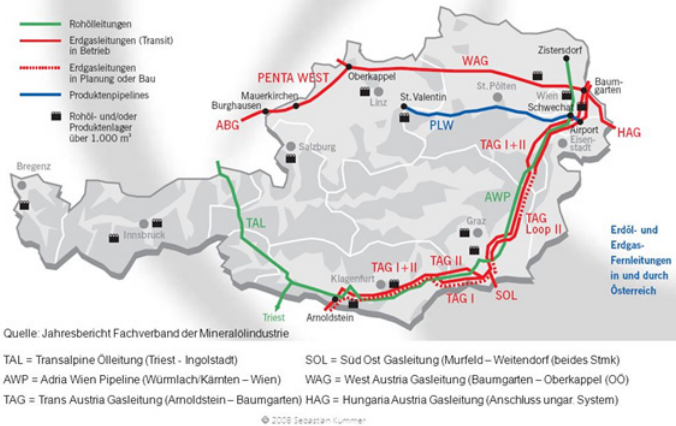 Rohölleitungen
Erdgasleitungen (Transit)
in Betrieb
Erdgasleitungen
in Planung oder Bau
Produktenpipelines
Rohöl- und/oder
Produktenlager
über 1.000 m³
Zistersdorf
WAG
PENTA WEST
Oberkappel
Linz
St. Valentin
St. Pölten
Wien
Baum-
garten
Mauerkirchen
Burghausen
ABG
Schwechat
Airport
HAG
PLW
TAG I+II
Eisen-
stadt
Salzburg
Bregenz
Innsbruck
TAL
AWP
TAG
Loop II
Graz
Erdöl- und
Erdgas-
Fernleitungen
in und durch
Österreich
Klagenfurt
TAG I+II
TAG II
TAG I
SOL
Triest
Arnoldstein
Quelle: Jahresbericht Fachverband der Mineralölindustrie
TAL = Transalpine Ölleitung (Triest - Ingolstadt)
SOL = Süd Ost Gasleitung (Murfeld – Weitendorf (beides Stmk)
AWP = Adria Wien Pipeline (Würmlach/Kärnten – Wien)
WAG = West Austria Gasleitung (Baumgarten – Oberkappel (OÖ)
TAG = Trans Austria Gasleitung (Arnoldstein – Baumgarten)
HAG = Hungaria Austria Gasleitung (Anschluss ungar. System)
© 2008 Sebastian Kummer